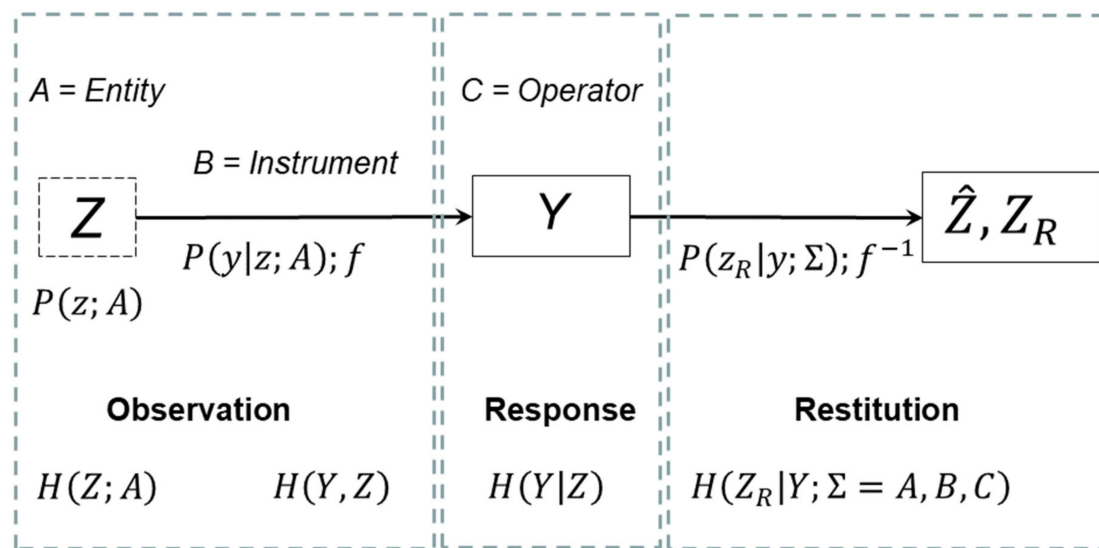 A = Entity
C = Operator
B = Instrument
Z
Y
Ẑ, Z_R
P(y|z; A); f
P(z_R|y; Σ); f⁻¹
P(z; A)
Observation
Response
Restitution
H(Z; A)
H(Y, Z)
H(Y|Z)
H(Z_R|Y; Σ = A, B, C)